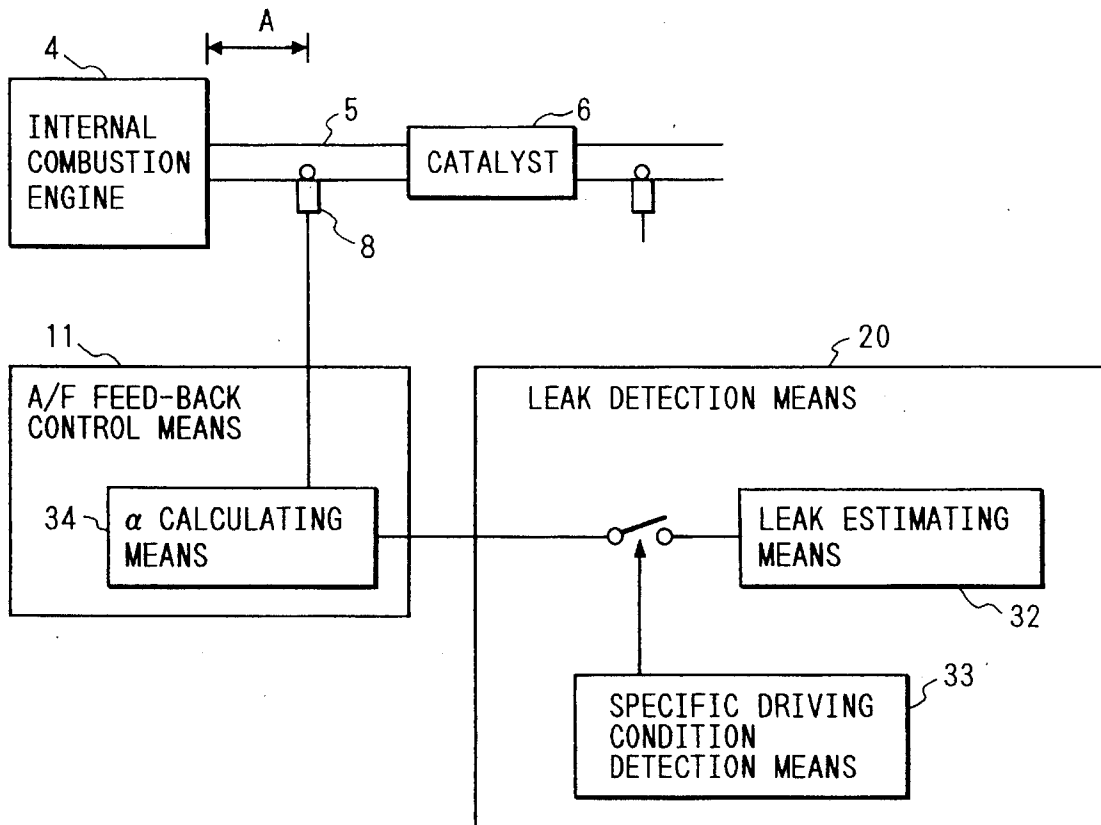 A
4
5
6
INTERNAL
COMBUSTION
ENGINE
CATALYST
8
11
20
A/F FEED-BACK
CONTROL MEANS
LEAK DETECTION MEANS
34
α CALCULATING
MEANS
LEAK ESTIMATING
MEANS
32
33
SPECIFIC DRIVING
CONDITION
DETECTION MEANS